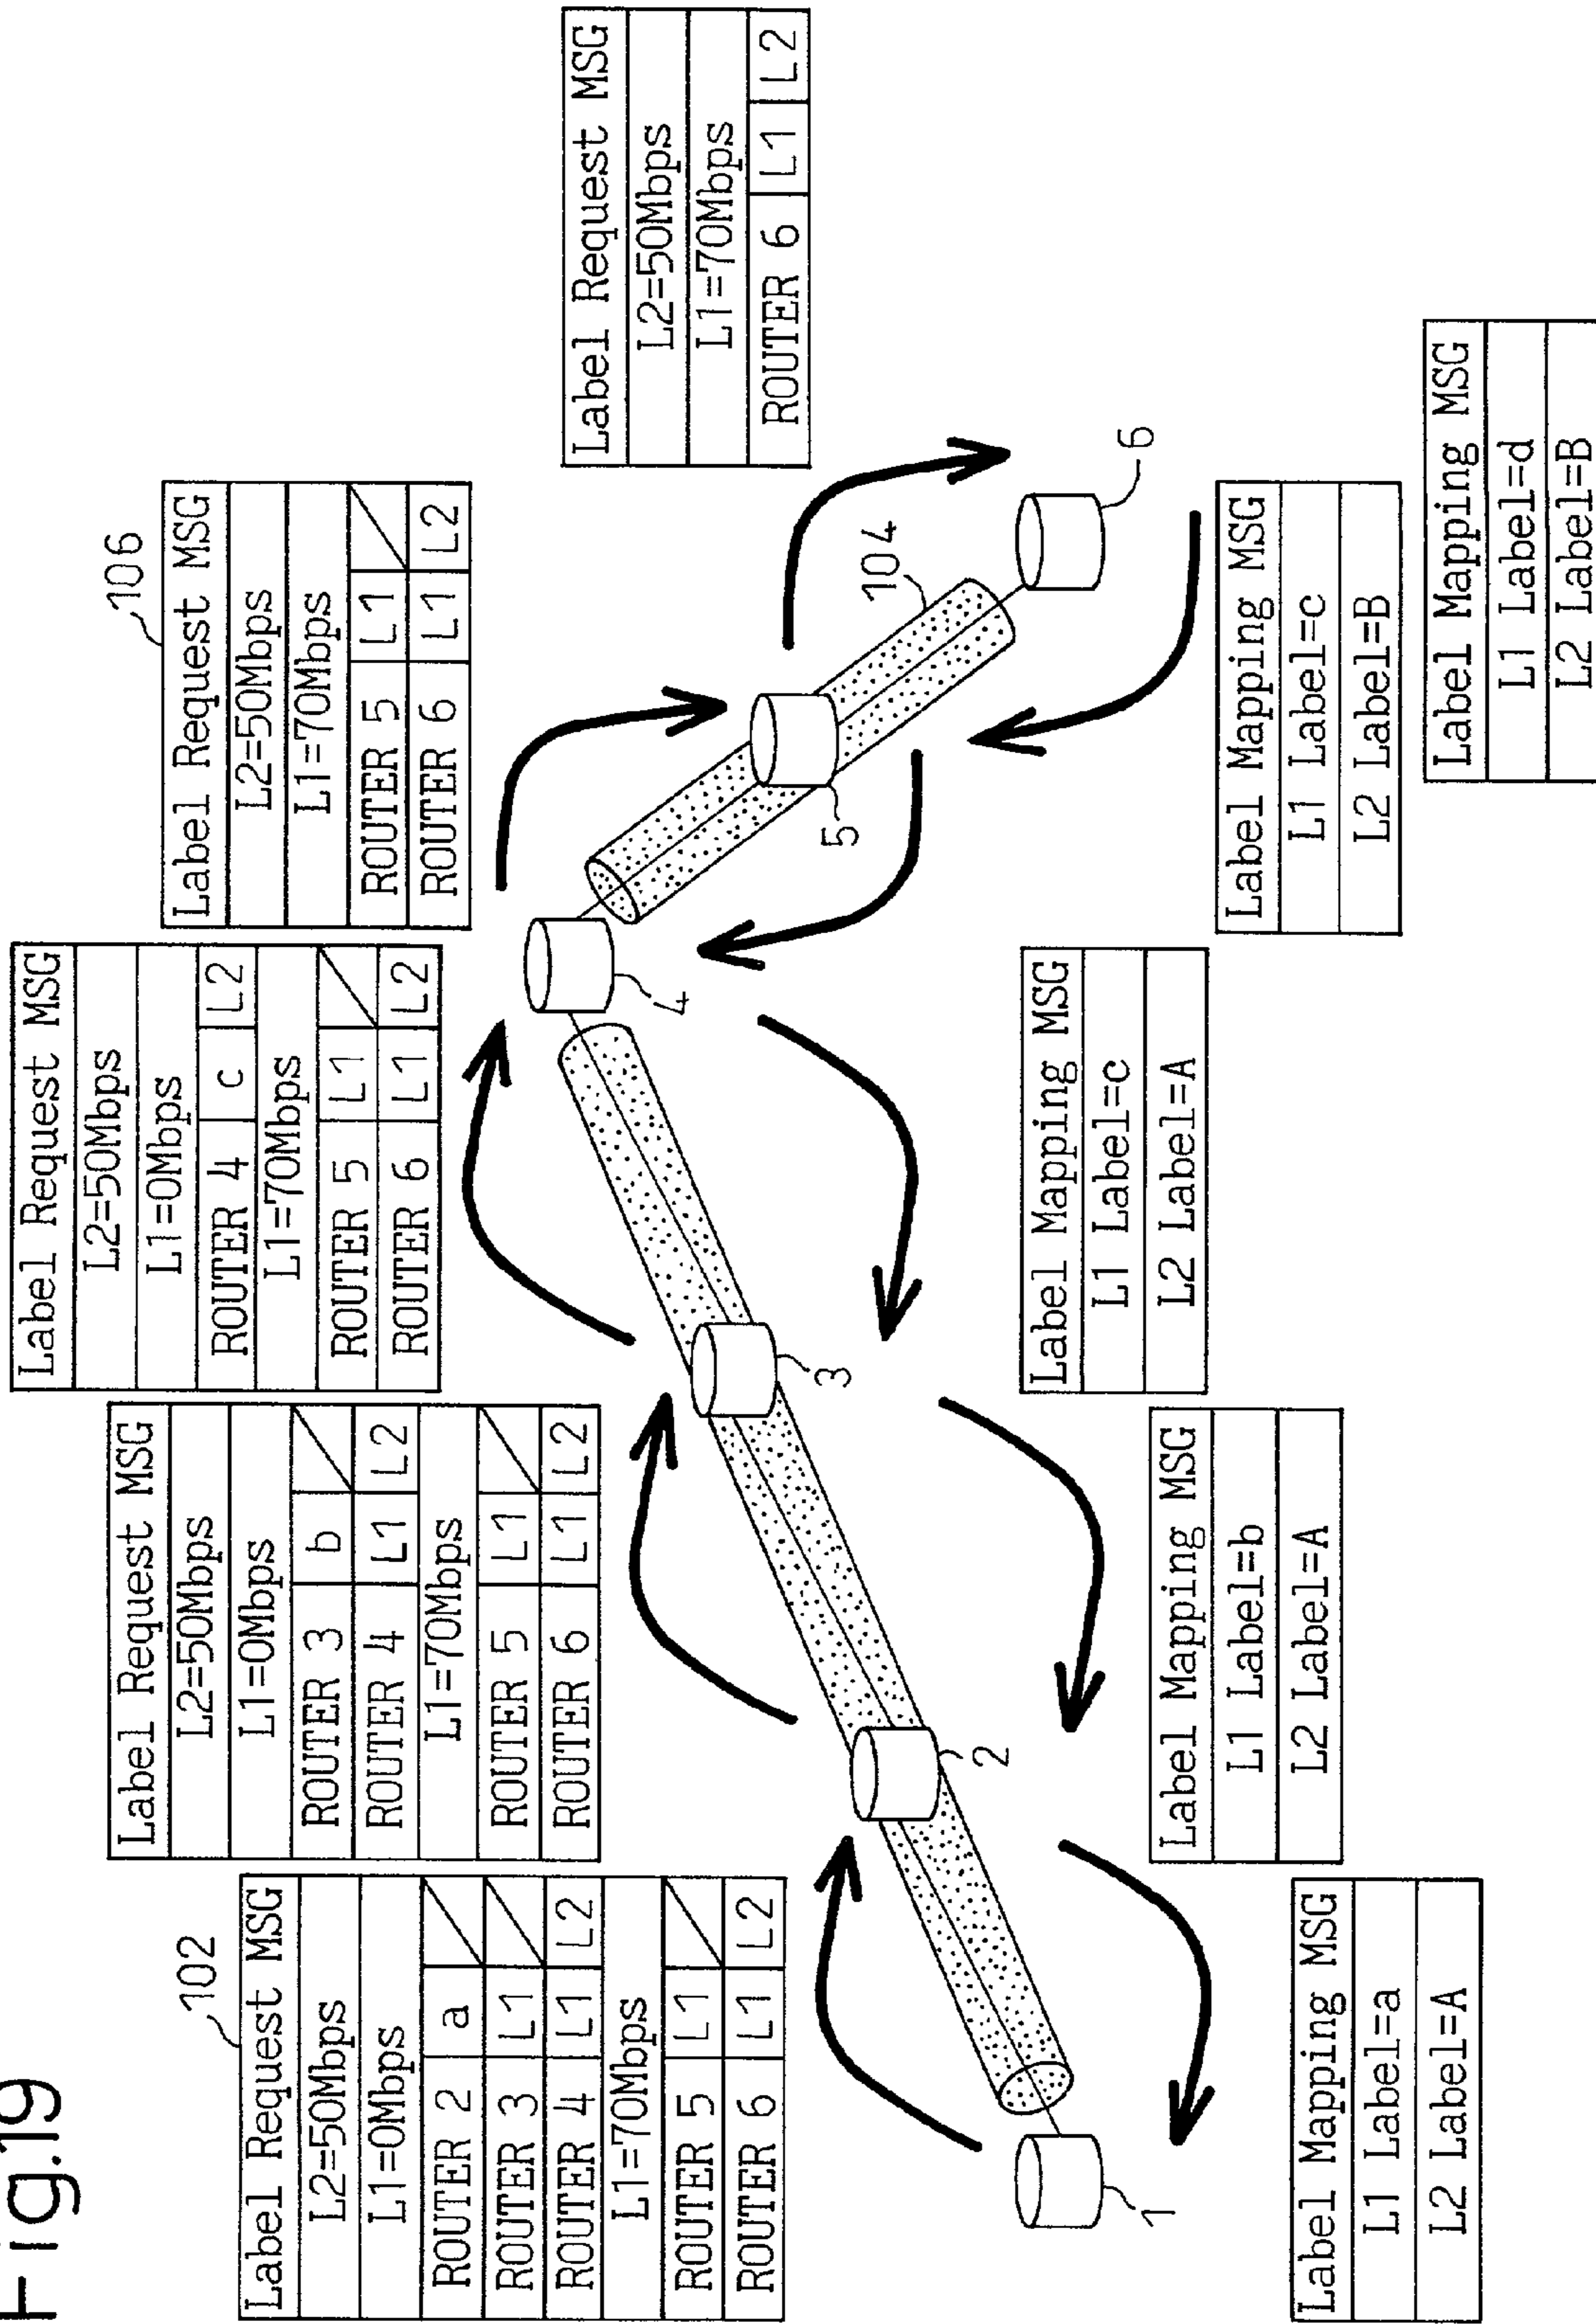 Fig.19
102
Label Request MSG
L2=50Mbps
L1=0Mbps
ROUTER 2 a
ROUTER 3 L1
ROUTER 4 L1 L2
L1=70Mbps
ROUTER 5 L1
ROUTER 6 L1 L2
Label Request MSG
L2=50Mbps
L1=0Mbps
ROUTER 3 b
ROUTER 4 L1 L2
L1=70Mbps
ROUTER 5 L1
ROUTER 6 L1 L2
Label Request MSG
L2=50Mbps
L1=0Mbps
ROUTER 4 c L2
L1=70Mbps
ROUTER 5 L1
ROUTER 6 L1 L2
106
Label Request MSG
L2=50Mbps
L1=70Mbps
ROUTER 5 L1
ROUTER 6 L1 L2
Label Request MSG
L2=50Mbps
L1=70Mbps
ROUTER 6 L1 L2
1
2
3
4
5
104
6
Label Mapping MSG
L1 Label=a
L2 Label=A
Label Mapping MSG
L1 Label=b
L2 Label=A
Label Mapping MSG
L1 Label=c
L2 Label=A
Label Mapping MSG
L1 Label=c
L2 Label=B
Label Mapping MSG
L1 Label=d
L2 Label=B